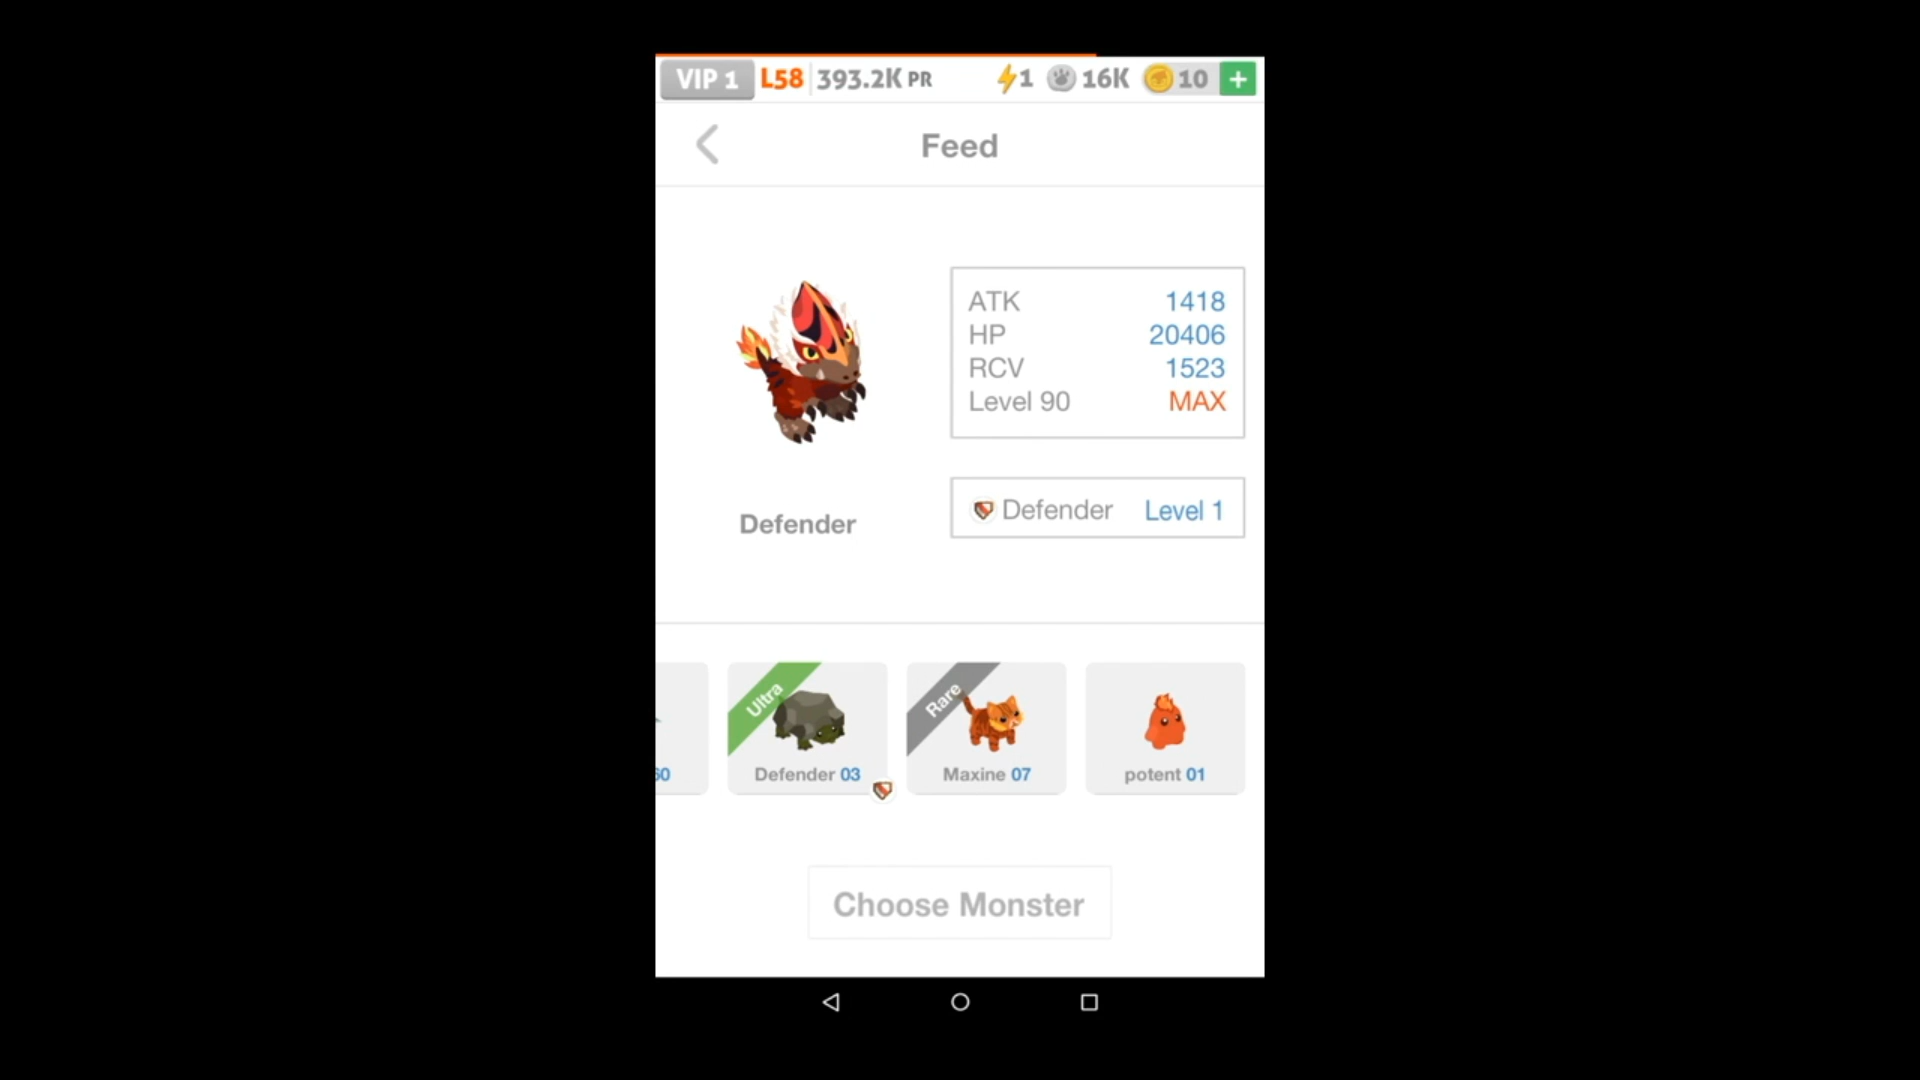 VIP 1 L58 393.2K PR 1 16K 10 +
Feed
ATK 1418
HP 20406
RCV 1523
Level 90 MAX
Defender Level 1
Defender
Ultra
Rare
Defender 03
Maxine 07
potent 01
Choose Monster